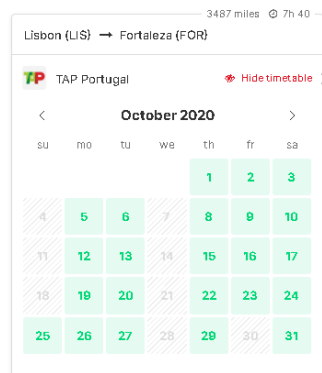 3487 miles 7h 40
Lisbon {LIS} → Fortaleza {FOR}
TAP TAP Portugal Hide timetable
October 2020
su mo tu we th fr sa
1 2 3
4 5 6 7 8 9 10
11 12 13 14 15 16 17
18 19 20 21 22 23 24
25 26 27 28 29 30 31